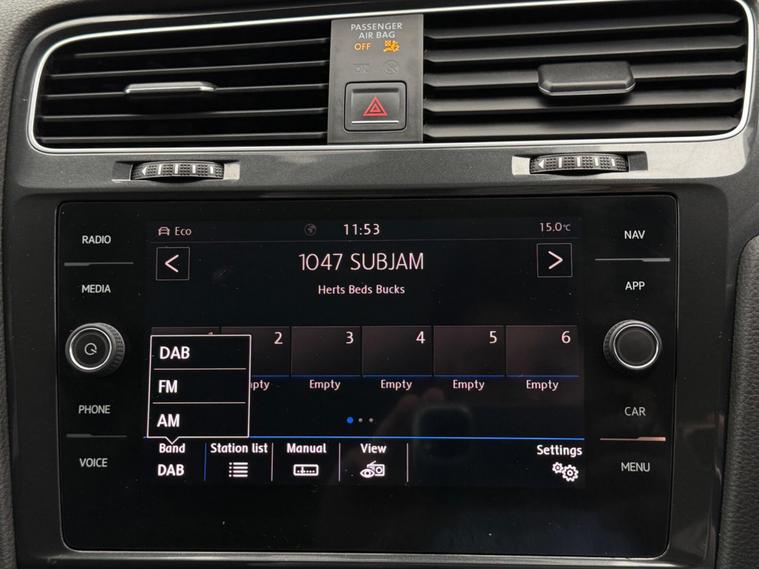 PASSENGER
AIR BAG
OFF
RADIO
MEDIA
PHONE
VOICE
Eco
11:53
15.0°C
< 1047 SUBJAM >
Herts Beds Bucks
2 3 4 5 6
Empty Empty Empty Empty
DAB
FM
AM
Band Station list Manual View Settings
DAB
NAV
APP
CAR
MENU